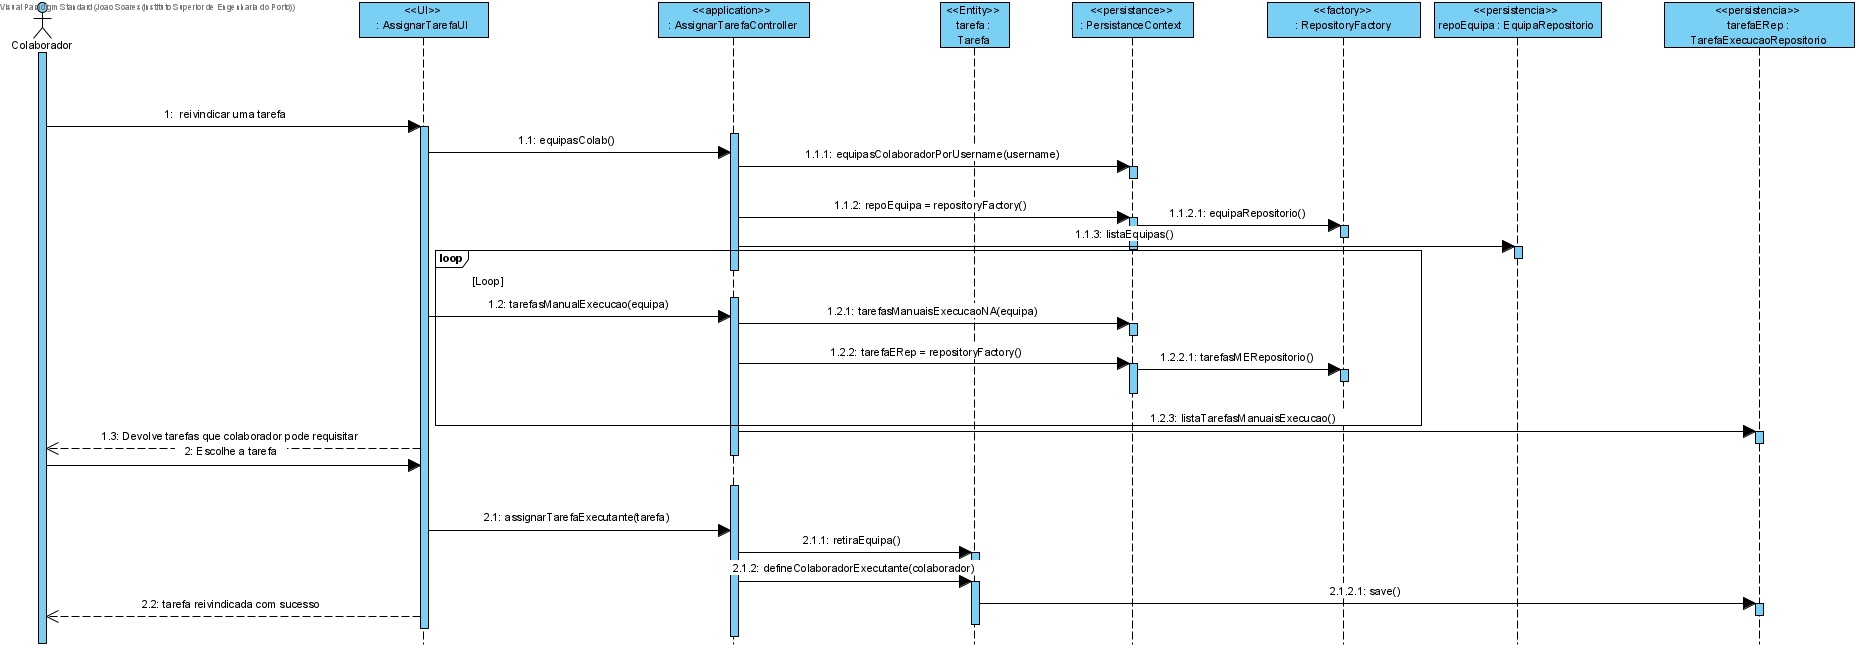 Visual Paradigm Standard (Joao Soares (Instituto Superior de Engenharia do Porto))
Colaborador
<<UI>>
: AssignarTarefaUI
<<application>>
: AssignarTarefaController
<<Entity>>
tarefa :
Tarefa
<<persistance>>
: PersistanceContext
<<factory>>
: RepositoryFactory
<<persistencia>>
repoEquipa : EquipaRepositorio
<<persistencia>>
tarefaERep :
TarefaExecucaoRepositorio
1: reivindicar uma tarefa
1.1: equipasColab()
1.1.1: equipasColaboradorPorUsername(username)
1.1.2: repoEquipa = repositoryFactory()
1.1.2.1: equipaRepositorio()
1.1.3: listaEquipas()
loop
[Loop]
1.2: tarefasManualExecucao(equipa)
1.2.1: tarefasManuaisExecucaoNA(equipa)
1.2.2: tarefaERep = repositoryFactory()
1.2.2.1: tarefasMERepositorio()
1.2.3: listaTarefasManuaisExecucao()
1.3: Devolve tarefas que colaborador pode requisitar
2: Escolhe a tarefa
2.1: assignarTarefaExecutante(tarefa)
2.1.1: retiraEquipa()
2.1.2: defineColaboradorExecutante(colaborador)
2.1.2.1: save()
2.2: tarefa reivindicada com sucesso